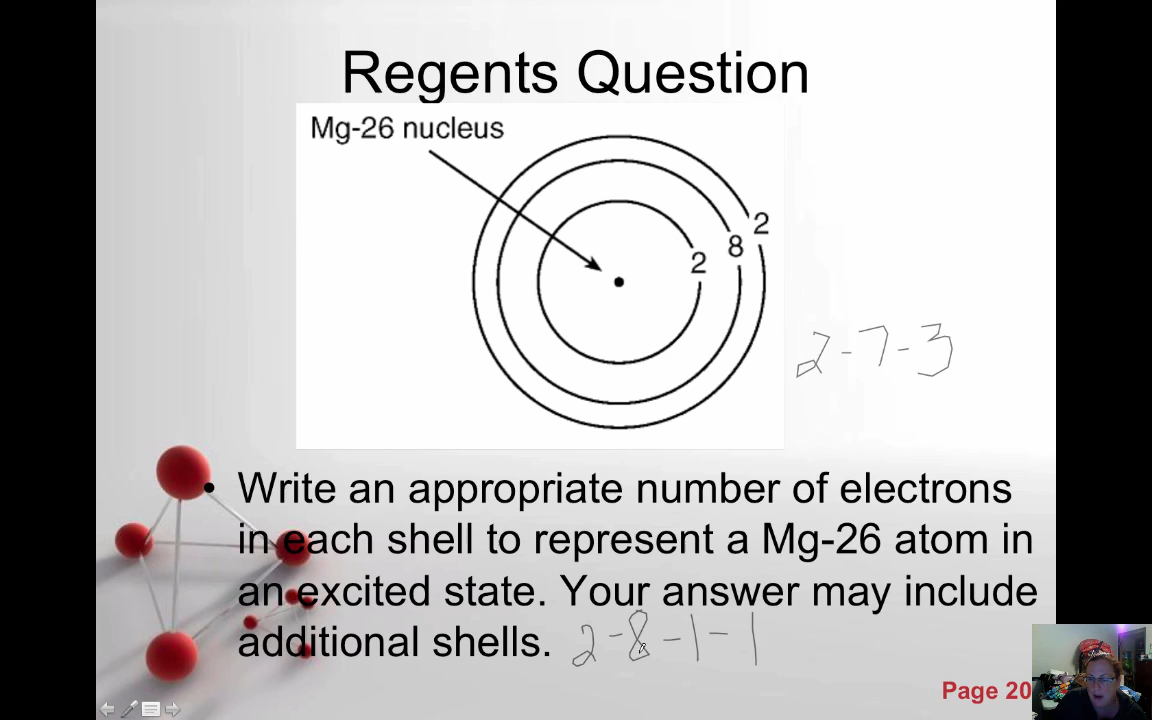 Regents Question
Mg-26 nucleus
2
8
2
2-7-3
• Write an appropriate number of electrons
in each shell to represent a Mg-26 atom in
an excited state. Your answer may include
additional shells. 2-8-1-1
Page 20